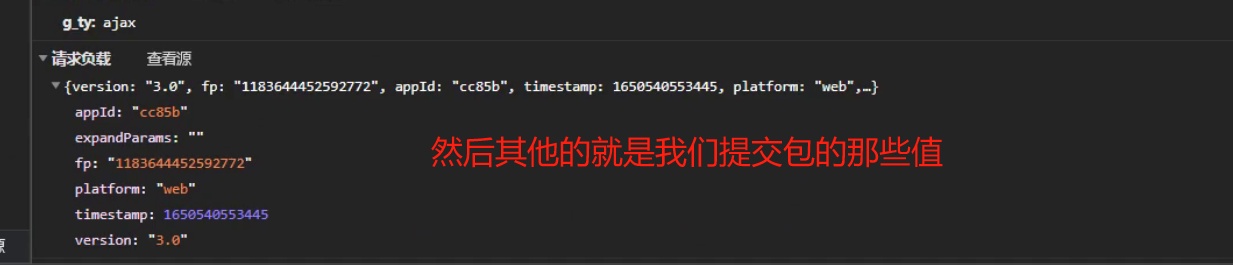 g_ty: ajax
请求负载 查看源
{version: "3.0", fp: "1183644452592772", appId: "cc85b", timestamp: 1650540553445, platform: "web",…}
appId: "cc85b"
expandParams: ""
然后其他的就是我们提交包的那些值
fp: "1183644452592772"
platform: "web"
timestamp: 1650540553445
version: "3.0"
源